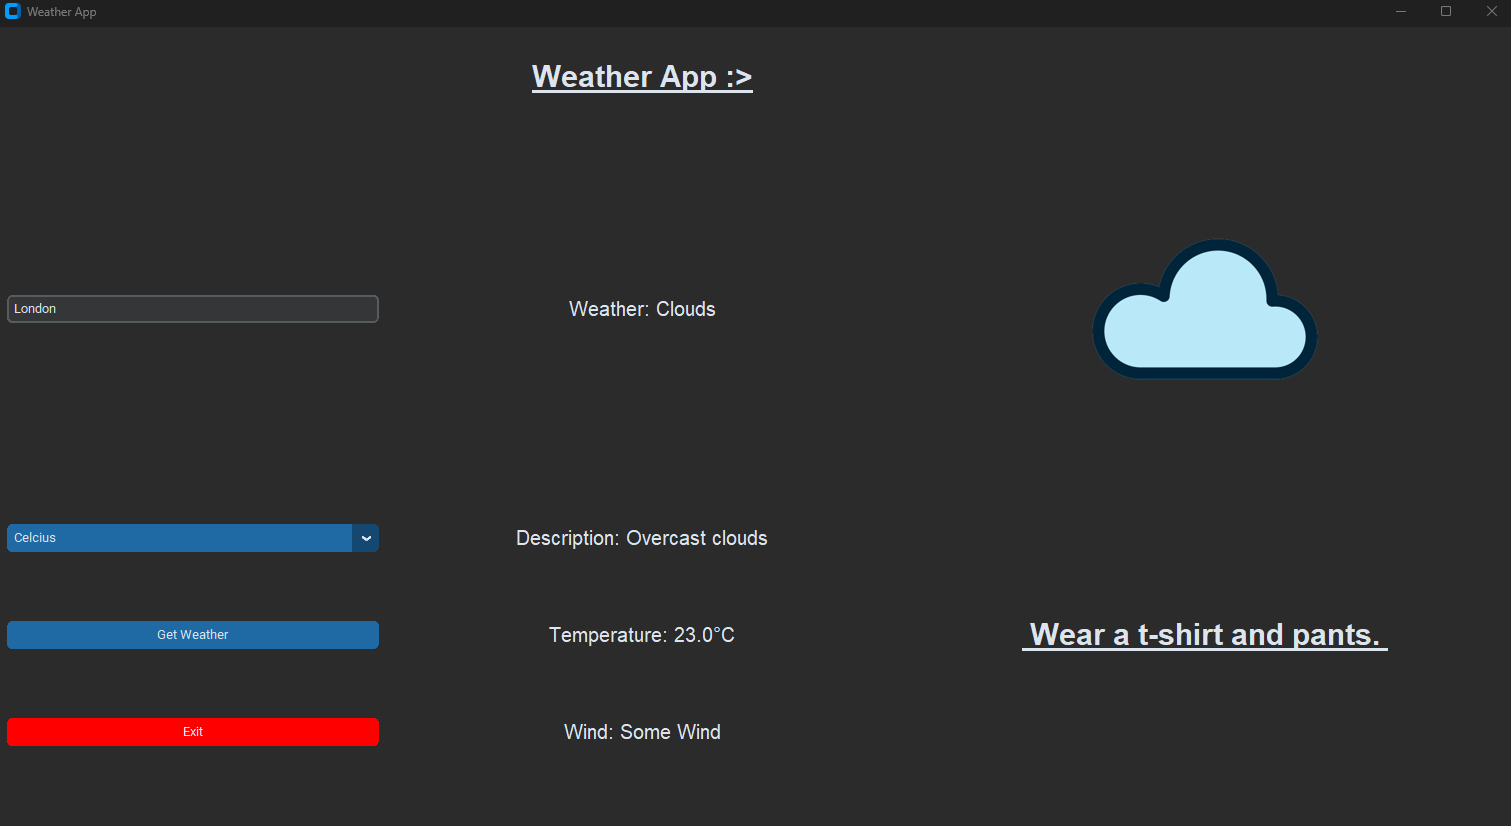 Weather App
Weather App :>
London
Weather: Clouds
Celcius
Description: Overcast clouds
Get Weather
Temperature: 23.0°C
Wear a t-shirt and pants.
Exit
Wind: Some Wind